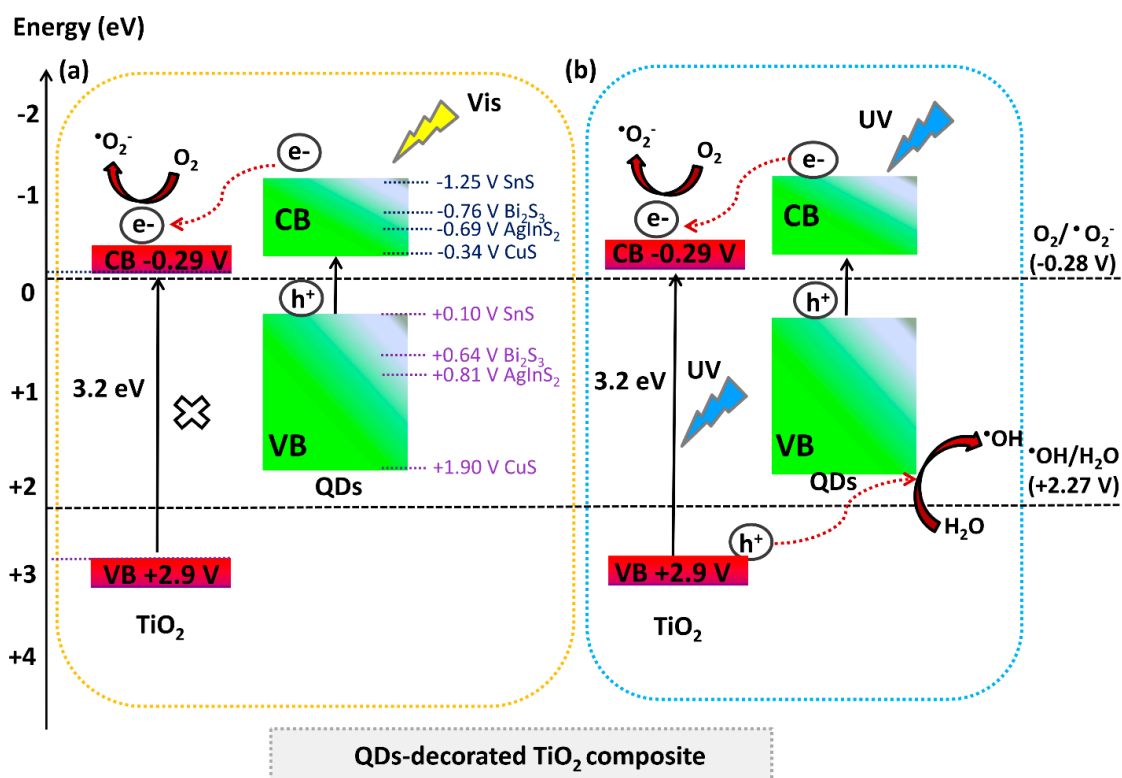 Energy (eV)
(a)
(b)
-2
-1
0
+1
+2
+3
+4
Vis
•O₂⁻
O₂
e-
e-
CB -0.29 V
CB
-1.25 V SnS
-0.76 V Bi₂S₃
-0.69 V AgInS₂
-0.34 V CuS
h⁺
+0.10 V SnS
+0.64 V Bi₂S₃
+0.81 V AgInS₂
+1.90 V CuS
3.2 eV
VB
QDs
VB +2.9 V
TiO₂
UV
•O₂⁻
O₂
e-
e-
CB -0.29 V
CB
O₂/ •O₂⁻
(-0.28 V)
h⁺
3.2 eV
UV
VB
QDs
•OH
•OH/H₂O
(+2.27 V)
H₂O
h⁺
VB +2.9 V
TiO₂
QDs-decorated TiO₂ composite